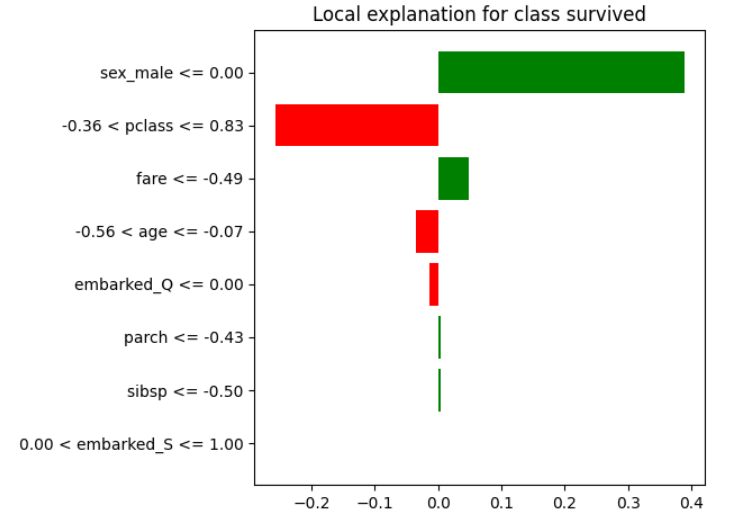 Local explanation for class survived
sex_male <= 0.00
-0.36 < pclass <= 0.83
fare <= -0.49
-0.56 < age <= -0.07
embarked_Q <= 0.00
parch <= -0.43
sibsp <= -0.50
0.00 < embarked_S <= 1.00
−0.2 −0.1 0.0 0.1 0.2 0.3 0.4